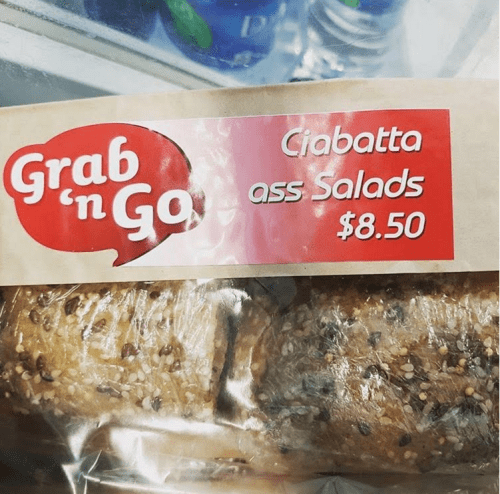 Grab
'n Go
Ciabatta
ass Salads
$8.50